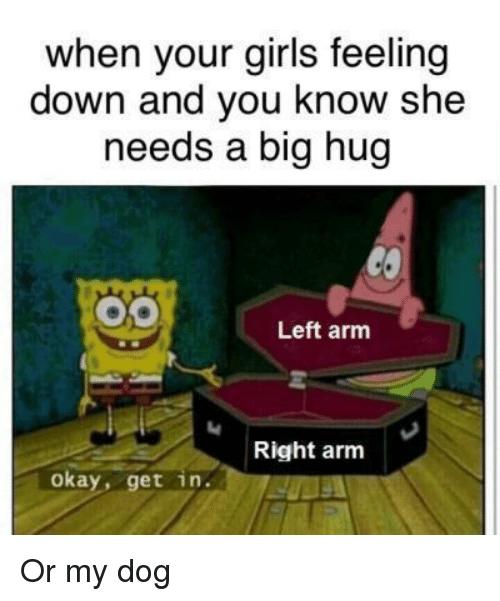 when your girls feeling
down and you know she
needs a big hug
Left arm
Right arm
okay, get in.
Or my dog